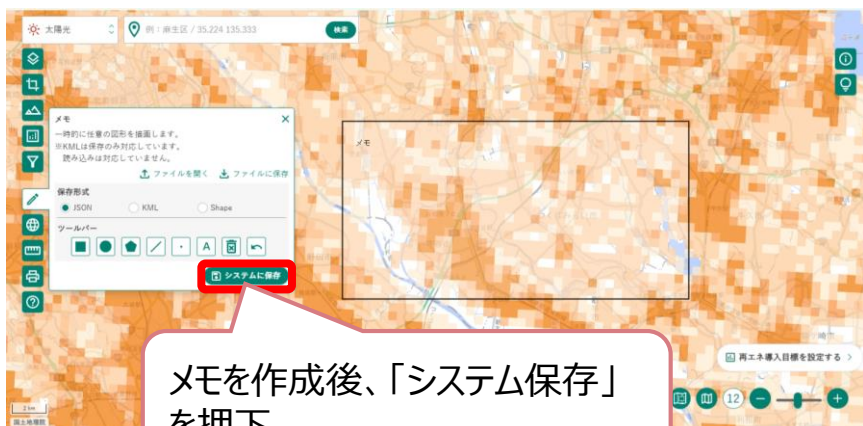 太陽光
例：麻生区 / 35.224 135.333
検索
メモ
一時的に任意の図形を描画します。
※KMLは保存のみ対応しています。
読み込みは対応していません。
ファイルを開く ファイルに保存
保存形式
JSON KML Shape
ツールバー
A
システムに保存
メモ
メモを作成後、「システム保存」
を押下
再エネ導入目標を設定する >
12
2 km
国土地理院